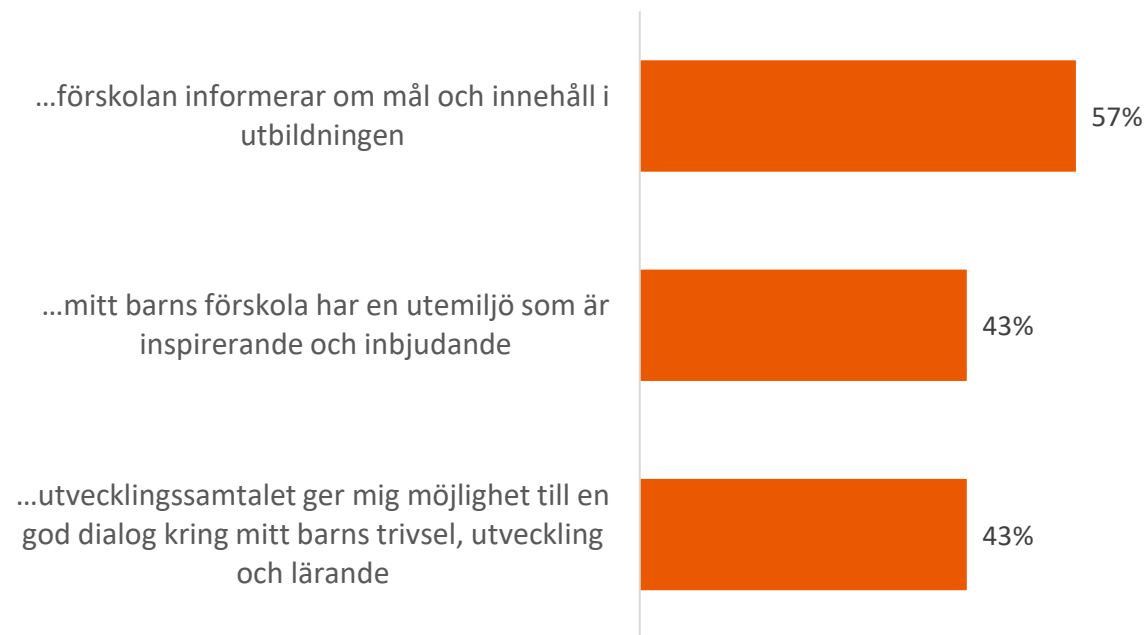 …förskolan informerar om mål och innehåll i
utbildningen
57%
…mitt barns förskola har en utemiljö som är
inspirerande och inbjudande
43%
…utvecklingssamtalet ger mig möjlighet till en
god dialog kring mitt barns trivsel, utveckling
och lärande
43%